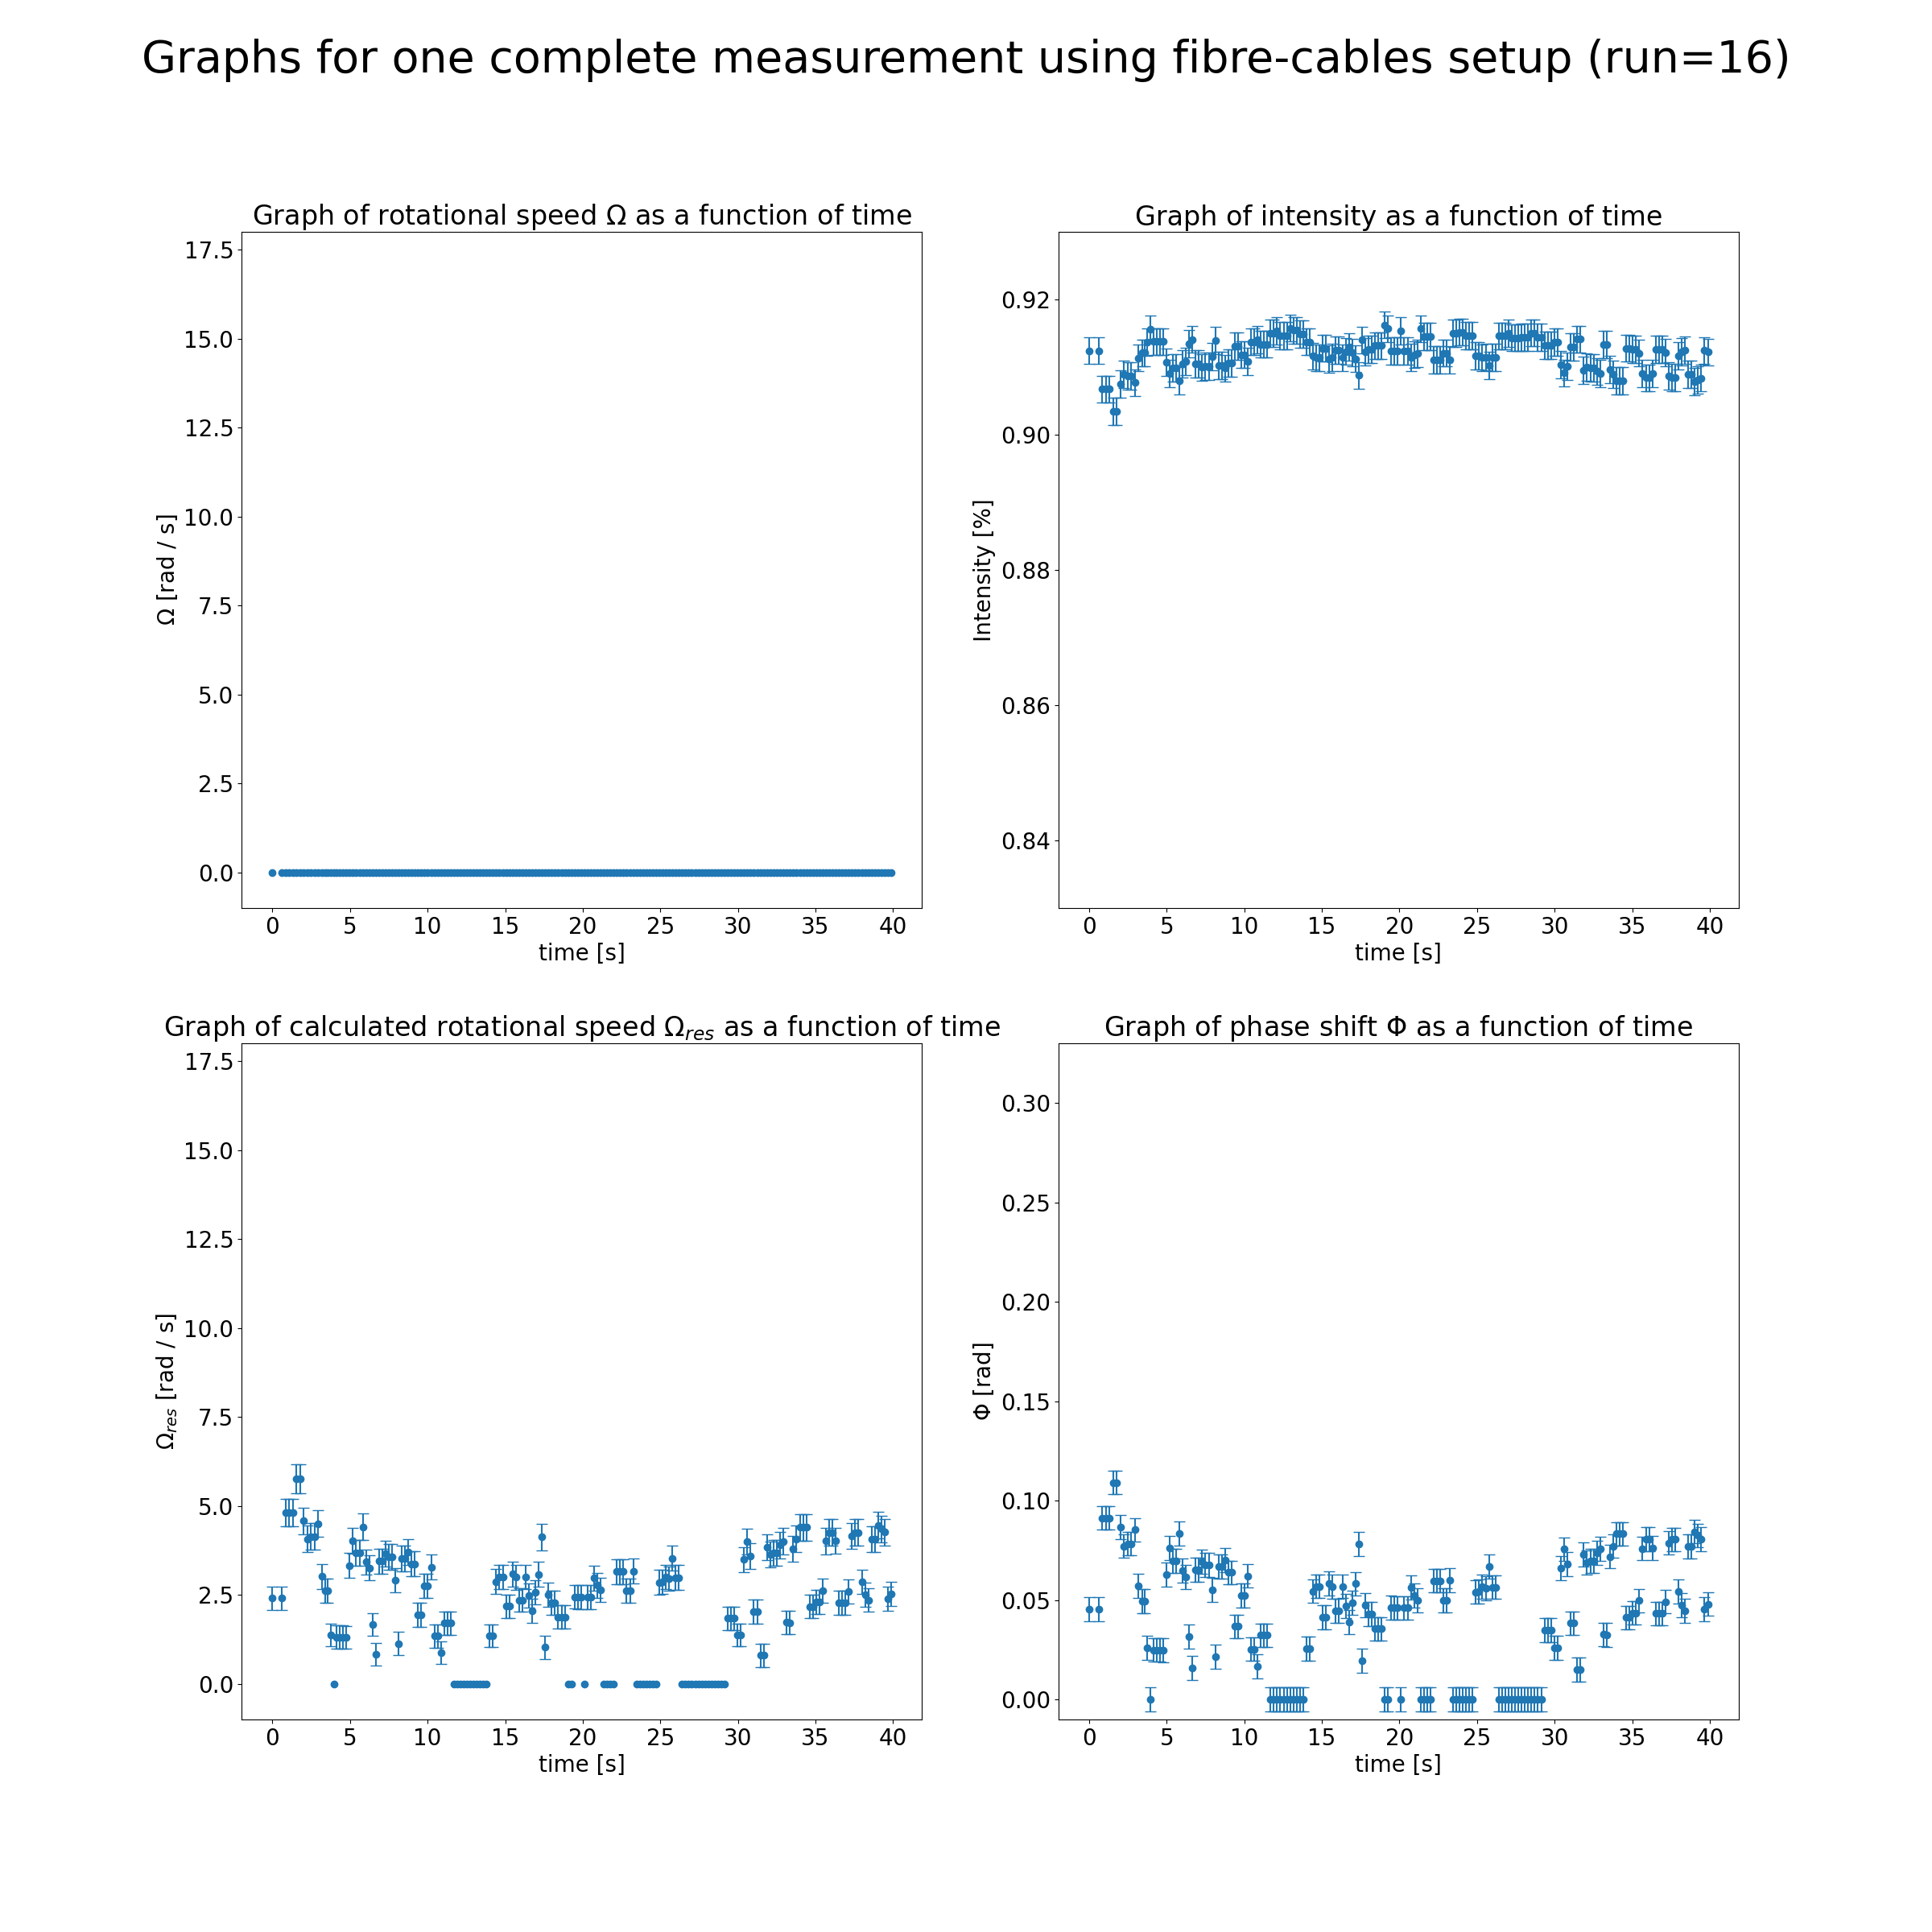 Graphs for one complete measurement using fibre-cables setup (run=16)
Graph of rotational speed Ω as a function of time
17.5
15.0
12.5
10.0
7.5
5.0
2.5
0.0
Ω [rad / s]
0 5 10 15 20 25 30 35 40
time [s]
Graph of intensity as a function of time
0.92
0.90
0.88
0.86
0.84
Intensity [%]
0 5 10 15 20 25 30 35 40
time [s]
Graph of calculated rotational speed Ω_res as a function of time
17.5
15.0
12.5
10.0
7.5
5.0
2.5
0.0
Ω_res [rad / s]
0 5 10 15 20 25 30 35 40
time [s]
Graph of phase shift Φ as a function of time
0.30
0.25
0.20
0.15
0.10
0.05
0.00
Φ [rad]
0 5 10 15 20 25 30 35 40
time [s]